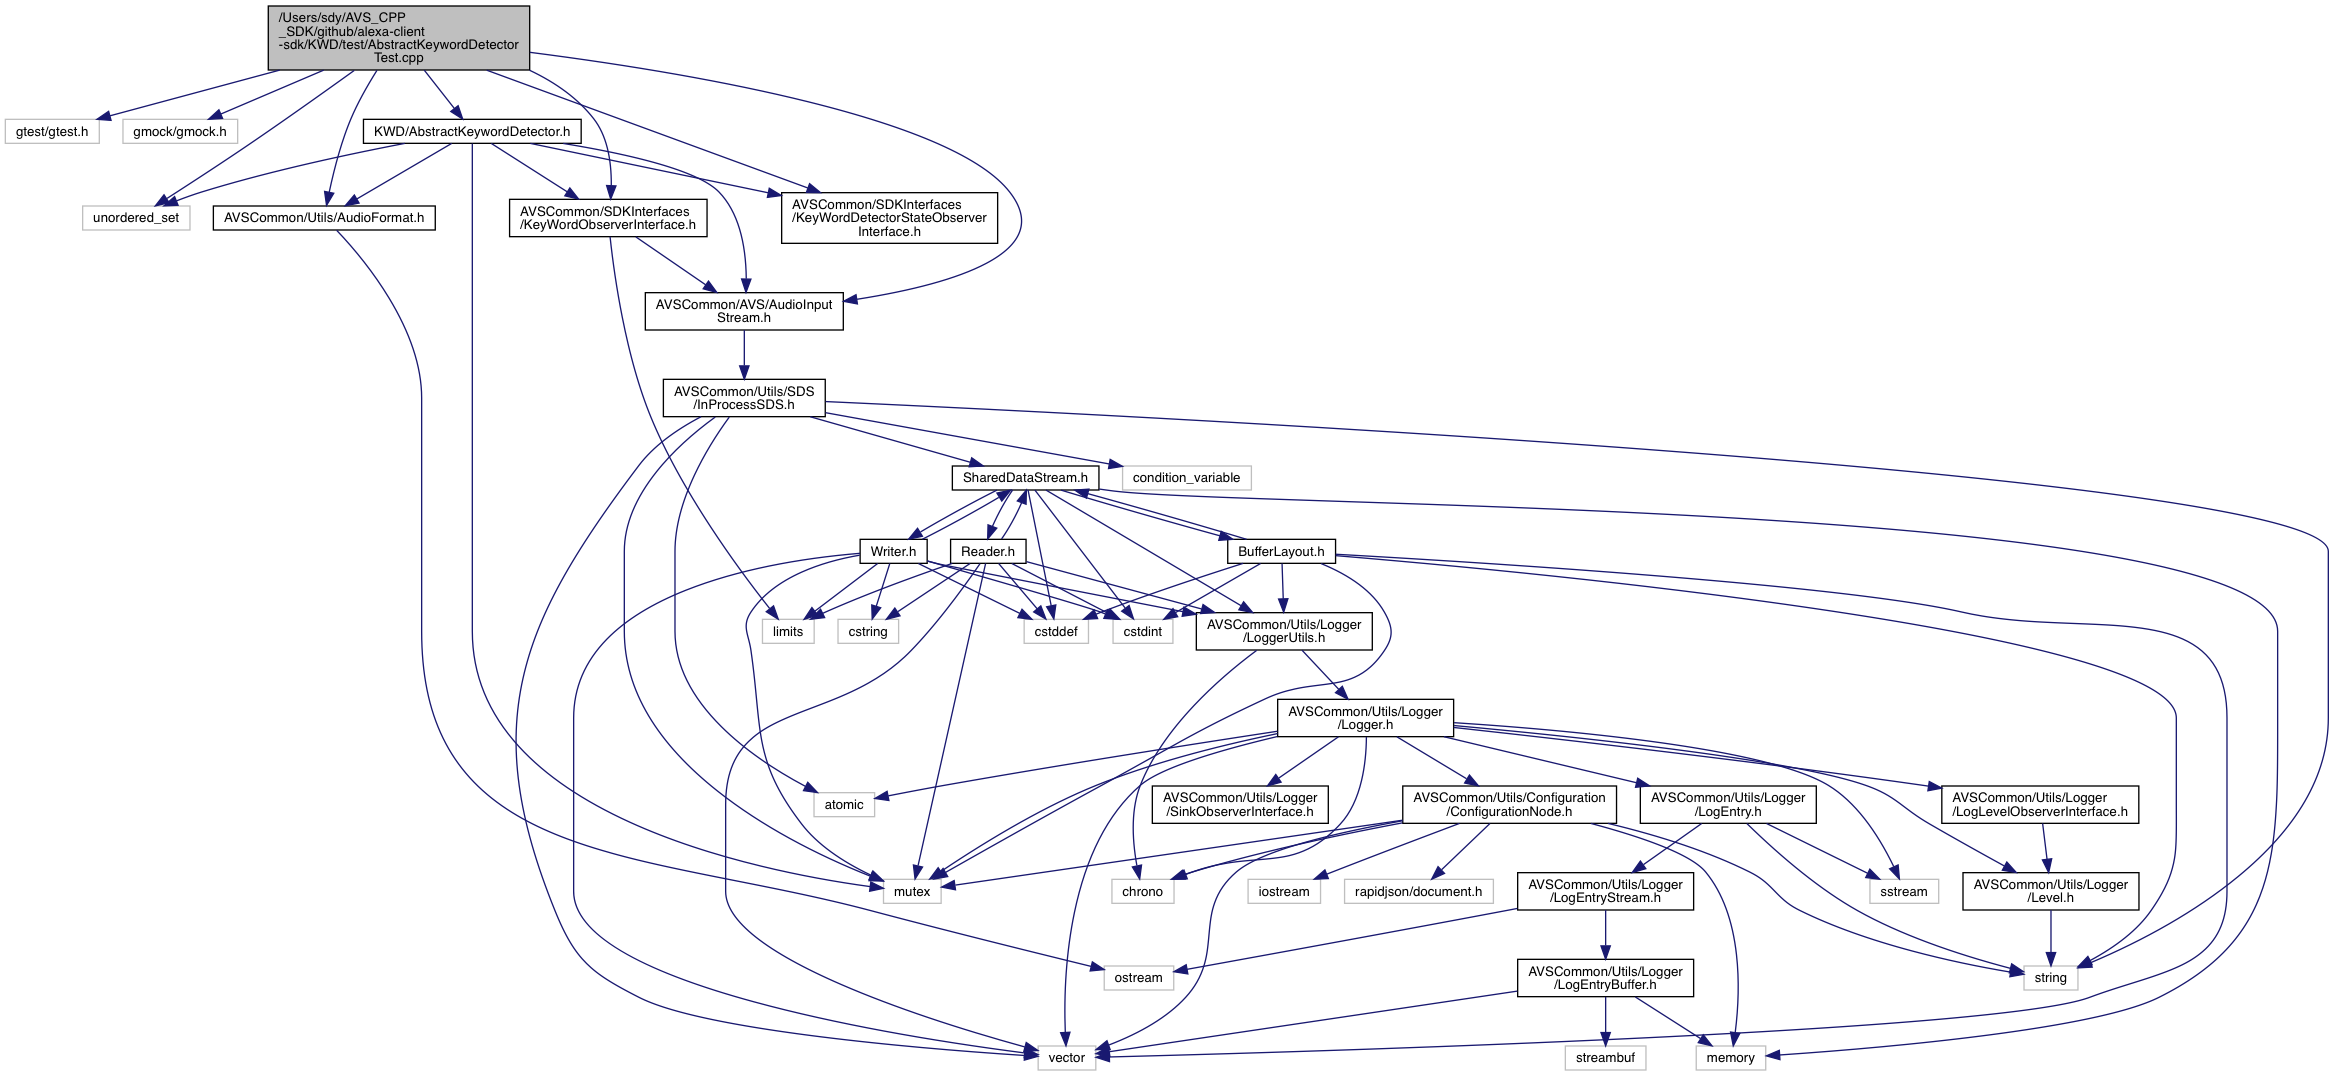 /Users/sdy/AVS_CPP
_SDK/github/alexa-client
-sdk/KWD/test/AbstractKeywordDetector
Test.cpp
gtest/gtest.h
gmock/gmock.h
KWD/AbstractKeywordDetector.h
unordered_set
AVSCommon/Utils/AudioFormat.h
AVSCommon/SDKInterfaces
/KeyWordObserverInterface.h
AVSCommon/SDKInterfaces
/KeyWordDetectorStateObserver
Interface.h
AVSCommon/AVS/AudioInput
Stream.h
AVSCommon/Utils/SDS
/InProcessSDS.h
SharedDataStream.h
condition_variable
Writer.h
Reader.h
BufferLayout.h
limits
cstring
cstddef
cstdint
AVSCommon/Utils/Logger
/LoggerUtils.h
AVSCommon/Utils/Logger
/Logger.h
atomic
AVSCommon/Utils/Logger
/SinkObserverInterface.h
AVSCommon/Utils/Configuration
/ConfigurationNode.h
AVSCommon/Utils/Logger
/LogEntry.h
AVSCommon/Utils/Logger
/LogLevelObserverInterface.h
mutex
chrono
iostream
rapidjson/document.h
AVSCommon/Utils/Logger
/LogEntryStream.h
sstream
AVSCommon/Utils/Logger
/Level.h
ostream
AVSCommon/Utils/Logger
/LogEntryBuffer.h
string
vector
streambuf
memory